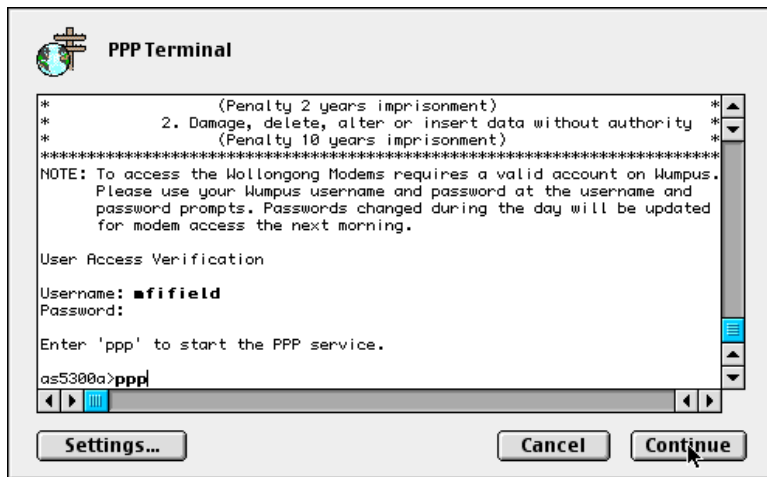 PPP Terminal
* (Penalty 2 years imprisonment) *
* 2. Damage, delete, alter or insert data without authority *
* (Penalty 10 years imprisonment) *
***********************************************************************
NOTE: To access the Wollongong Modems requires a valid account on Wumpus.
Please use your Wumpus username and password at the username and
password prompts. Passwords changed during the day will be updated
for modem access the next morning.
User Access Verification
Username: mfifield
Password:
Enter 'ppp' to start the PPP service.
as5300a>ppp
Settings...
Cancel
Continue